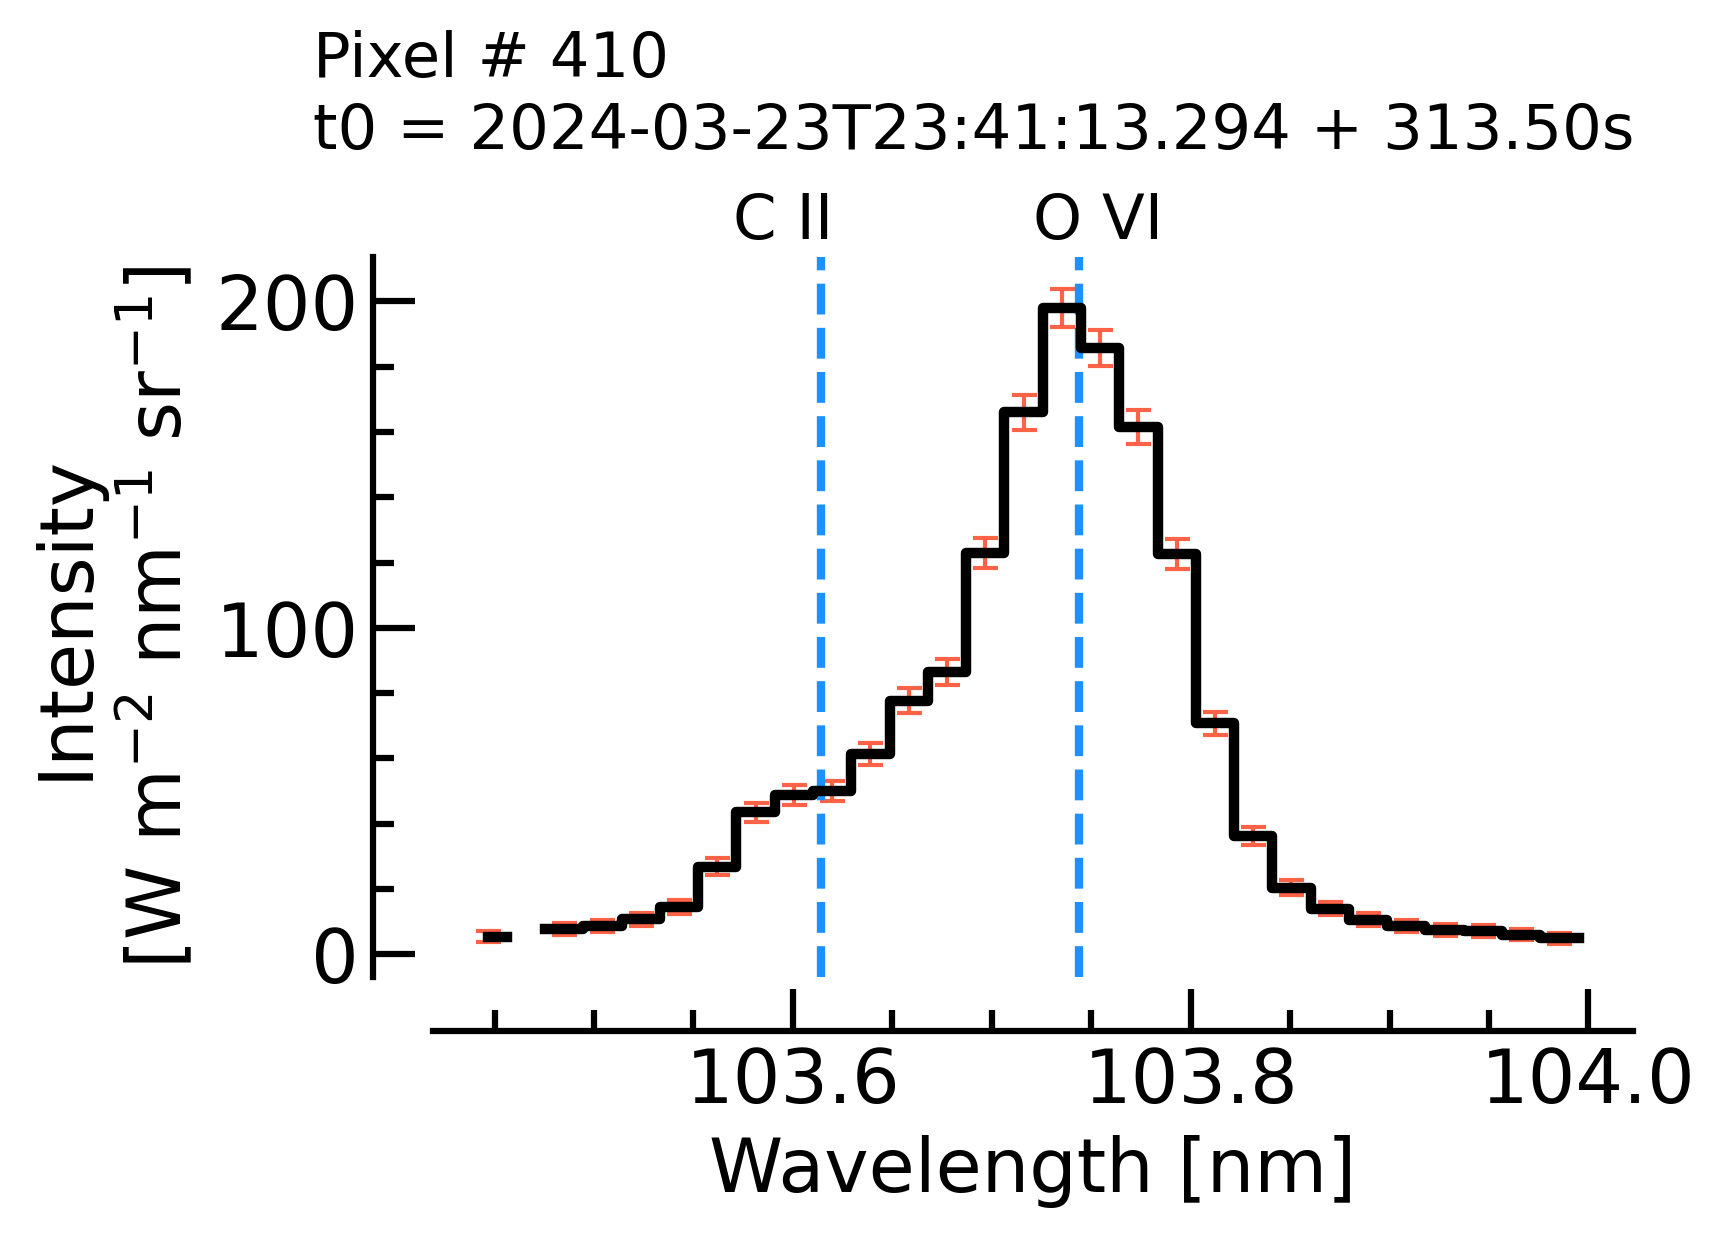 Pixel # 410
t0 = 2024-03-23T23:41:13.294 + 313.50s
C II O VI
Intensity
[W m⁻² nm⁻¹ sr⁻¹]
200
100
0
103.6 103.8 104.0
Wavelength [nm]